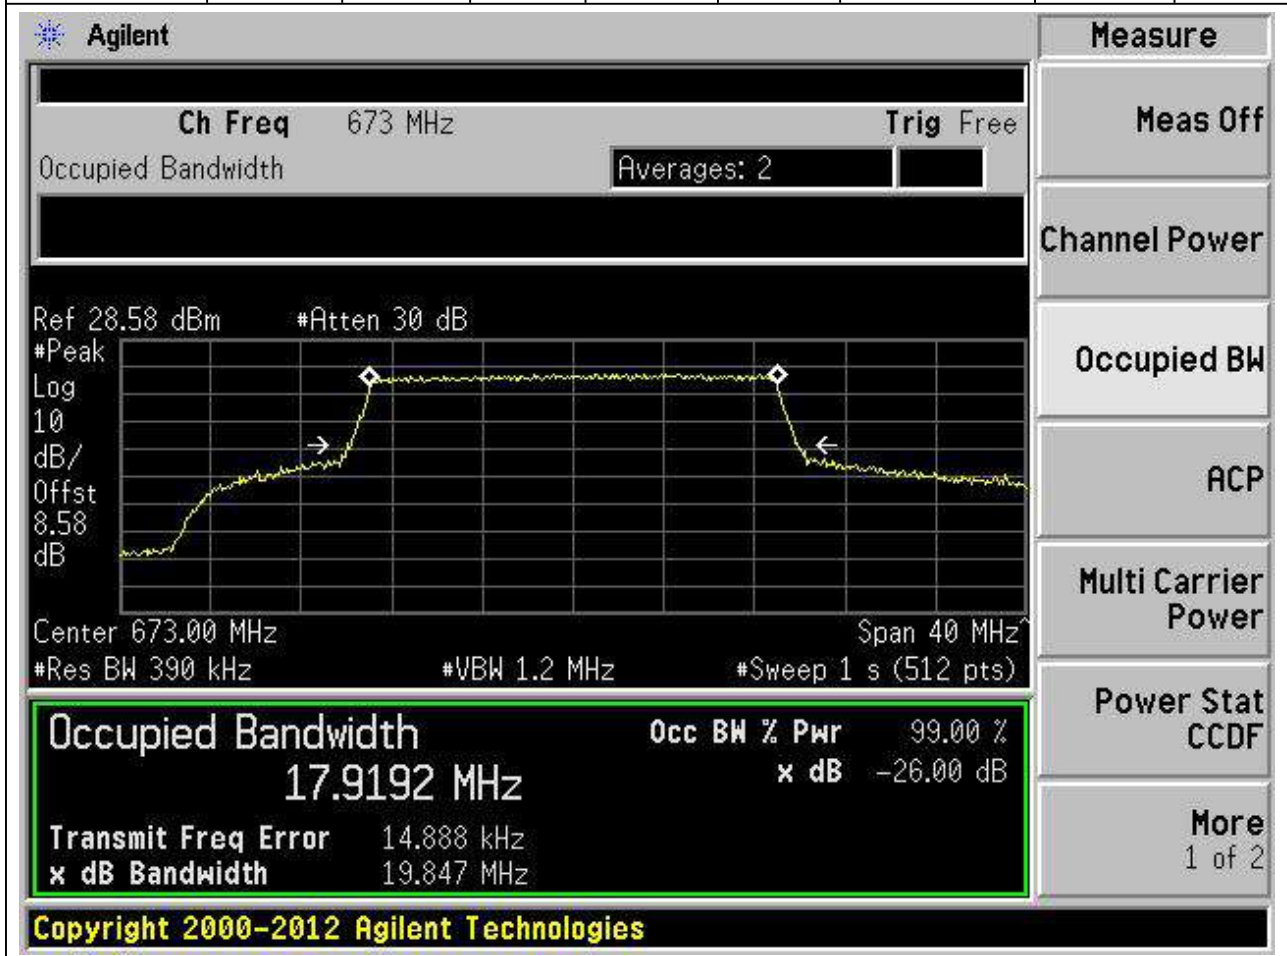 Agilent
Measure
Ch Freq 673 MHz Trig Free
Occupied Bandwidth Averages: 2
Meas Off
Channel Power
Occupied BW
ACP
Multi Carrier
Power
Power Stat
CCDF
More
1 of 2
Ref 28.58 dBm #Atten 30 dB
#Peak
Log
10
dB/
Offst
8.58
dB
Center 673.00 MHz Span 40 MHz^
#Res BW 390 kHz #VBW 1.2 MHz #Sweep 1 s (512 pts)
Occupied Bandwidth Occ BW % Pwr 99.00 %
17.9192 MHz x dB -26.00 dB
Transmit Freq Error 14.888 kHz
x dB Bandwidth 19.847 MHz
Copyright 2000-2012 Agilent Technologies